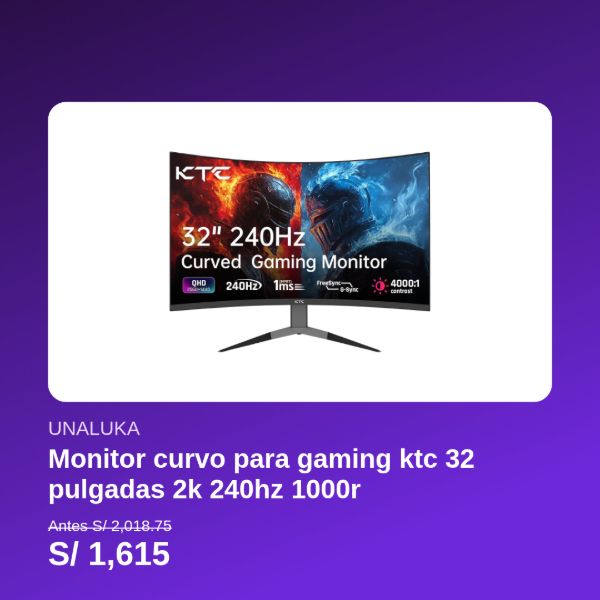 KTC
32" 240Hz
Curved Gaming Monitor
QHD
240Hz
1ms
FreeSync
G-Sync
4000:1
contrast
KTC
UNALUKA
Monitor curvo para gaming ktc 32
pulgadas 2k 240hz 1000r
Antes S/ 2,018.75
S/ 1,615